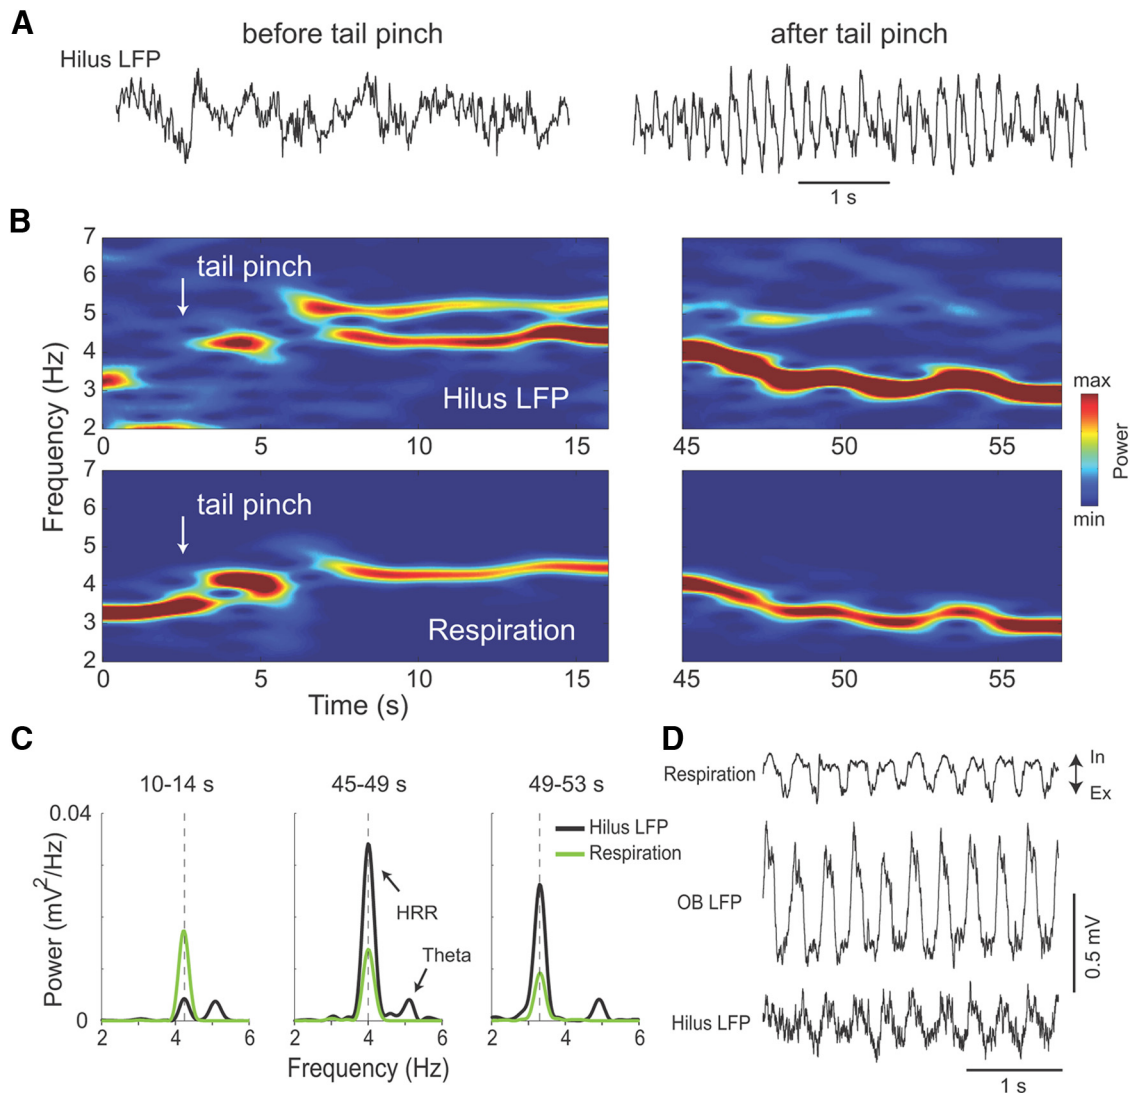 A
before tail pinch
after tail pinch
Hilus LFP
1 s
B
7
6
5
4
3
2
tail pinch
Hilus LFP
0
5
10
15
45
50
55
max
Power
min
Frequency (Hz)
7
6
5
4
3
2
tail pinch
Respiration
0
5
10
15
45
50
55
Time (s)
C
10-14 s
45-49 s
49-53 s
0.04
0
Power (mV²/Hz)
Hilus LFP
Respiration
HRR
Theta
2
4
6
2
4
6
2
4
6
Frequency (Hz)
D
Respiration
In
Ex
OB LFP
0.5 mV
Hilus LFP
1 s